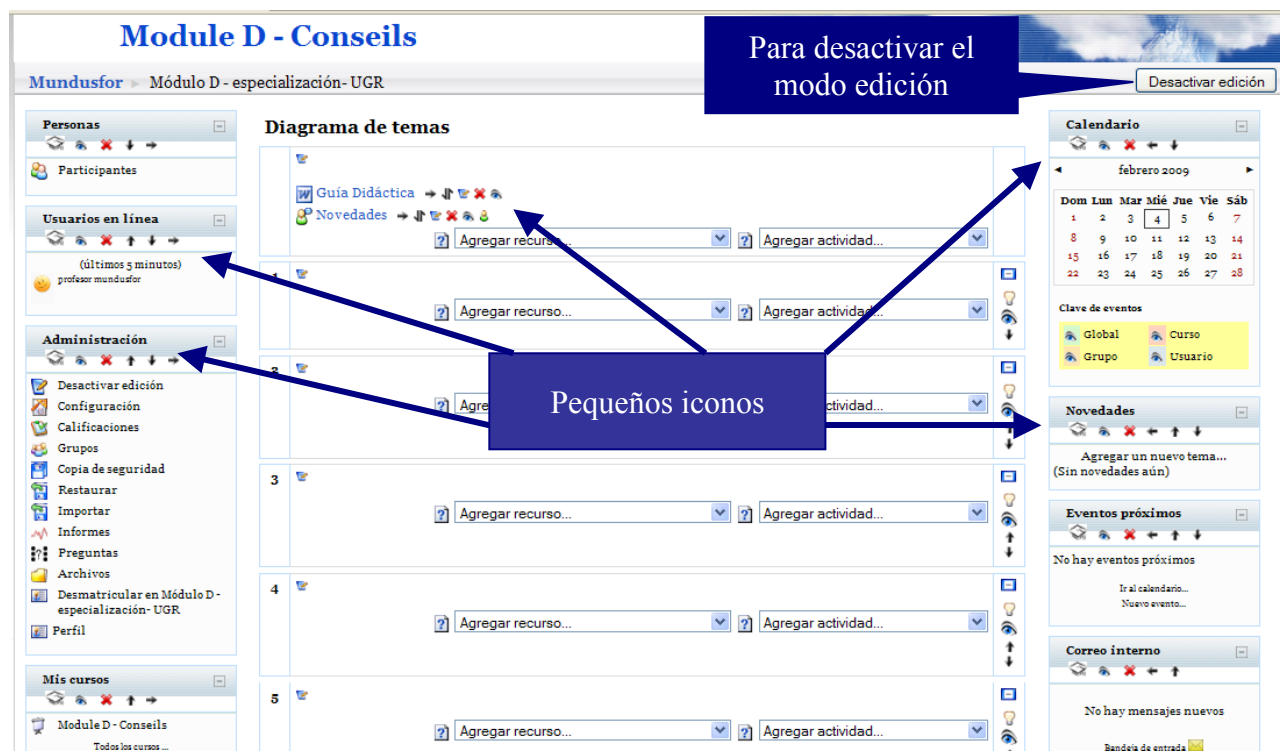 Module D - Conseils
Para desactivar el
modo edición
Mundusfor ► Módulo D - especialización- UGR
Desactivar edición
Personas
Participantes
Usuarios en línea
(últimos 5 minutos)
profesor mundusfor
Administración
Desactivar edición
Configuración
Calificaciones
Grupos
Copia de seguridad
Restaurar
Importar
Informes
Preguntas
Archivos
Desmatricular en Módulo D -
especialización- UGR
Perfil
Mis cursos
Module D - Conseils
Todos los cursos ...
Diagrama de temas
Guía Didáctica
Novedades
Agregar recurso... Agregar actividad...
1
Agregar recurso... Agregar actividad...
2
Pequeños iconos
3
Agregar recurso... Agregar actividad...
4
Agregar recurso... Agregar actividad...
5
Agregar recurso... Agregar actividad...
Calendario
◄ febrero 2009 ►
Dom Lun Mar Mié Jue Vie Sáb
1 2 3 4 5 6 7
8 9 10 11 12 13 14
15 16 17 18 19 20 21
22 23 24 25 26 27 28
Clave de eventos
Global Curso
Grupo Usuario
Novedades
Agregar un nuevo tema...
(Sin novedades aún)
Eventos próximos
No hay eventos próximos
Ir al calendario...
Nuevo evento...
Correo interno
No hay mensajes nuevos
Bandeja de entrada